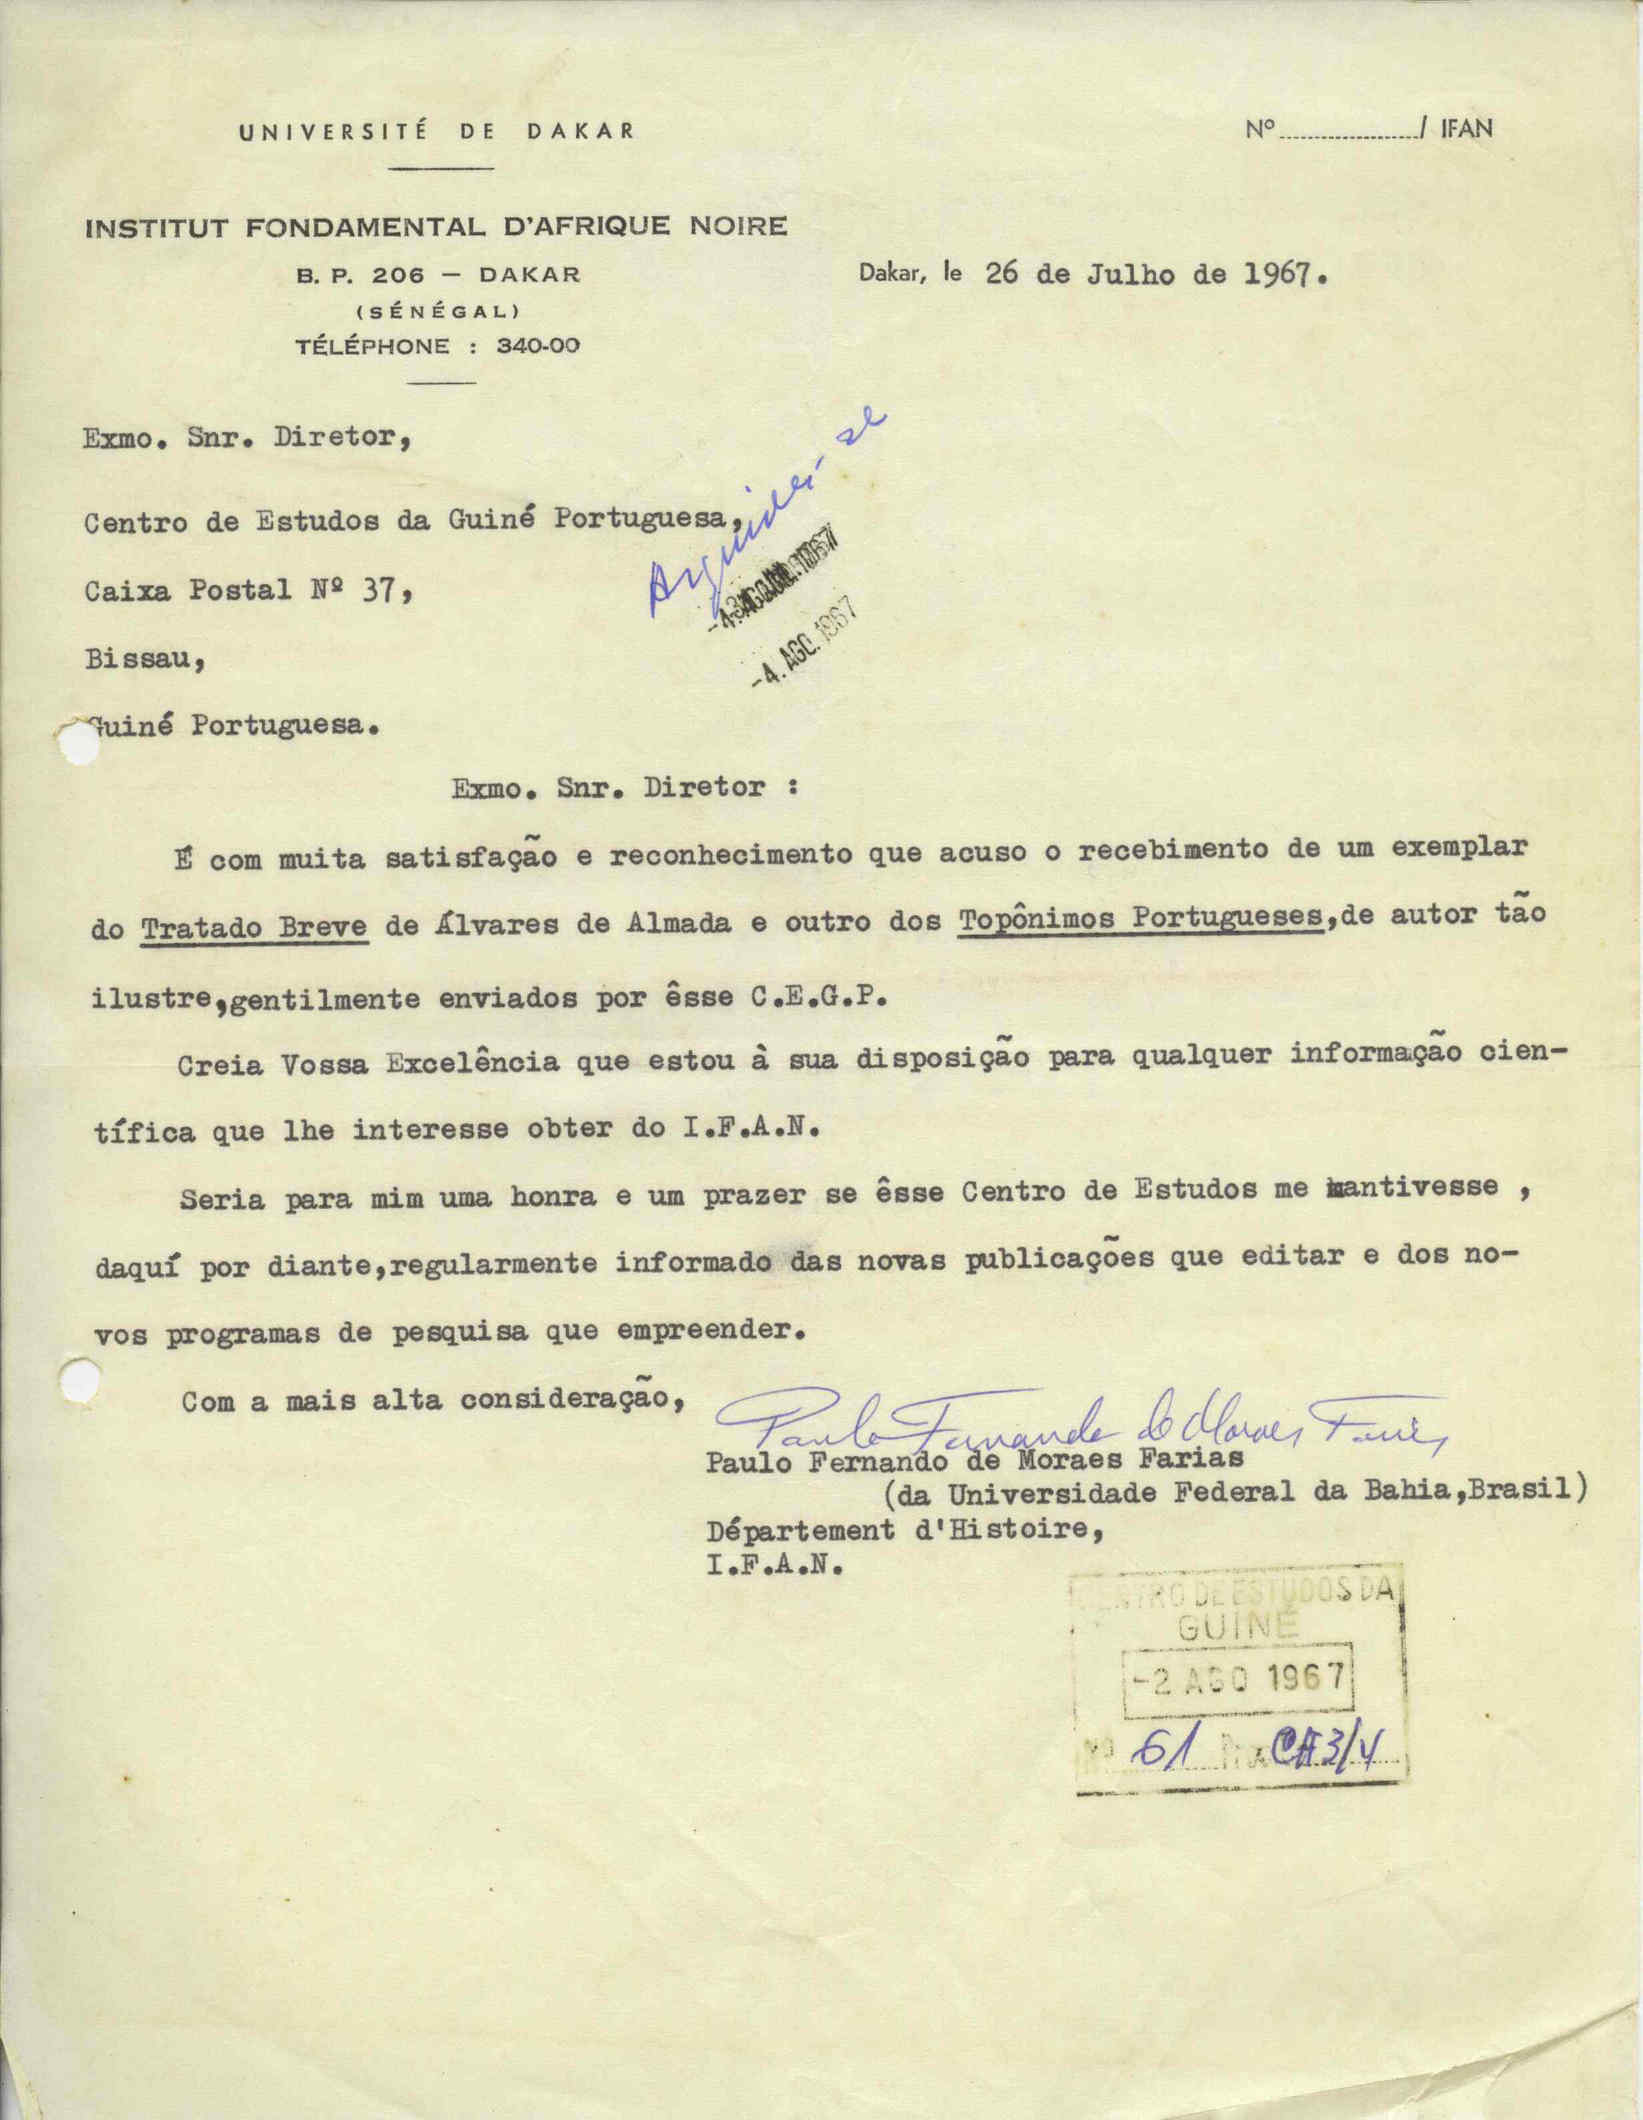 UNIVERSITÉ DE DAKAR
Nº ................../ IFAN
INSTITUT FONDAMENTAL D'AFRIQUE NOIRE
B. P. 206 — DAKAR
(SÉNÉGAL)
TÉLÉPHONE : 340-00
Dakar, le 26 de Julho de 1967.
Exmo. Snr. Diretor,
Centro de Estudos da Guiné Portuguesa,
Caixa Postal Nº 37,
Bissau,
Guiné Portuguesa.
-4. AGO. 1967
Exmo. Snr. Diretor :
É com muita satisfação e reconhecimento que acuso o recebimento de um exemplar
do Tratado Breve de Álvares de Almada e outro dos Topônimos Portugueses,de autor tão
ilustre,gentilmente enviados por êsse C.E.G.P.
Creia Vossa Excelência que estou à sua disposição para qualquer informação cien-
tífica que lhe interesse obter do I.F.A.N.
Seria para mim uma honra e um prazer se êsse Centro de Estudos me mantivesse ,
daquí por diante,regularmente informado das novas publicações que editar e dos no-
vos programas de pesquisa que empreender.
Com a mais alta consideração,
Paulo Fernando de Moraes Farias
Paulo Fernando de Moraes Farias
(da Universidade Federal da Bahia,Brasil)
Département d'Histoire,
I.F.A.N.
CENTRO DE ESTUDOS DA
GUINÉ
-2 AGO 1967
Nº 61